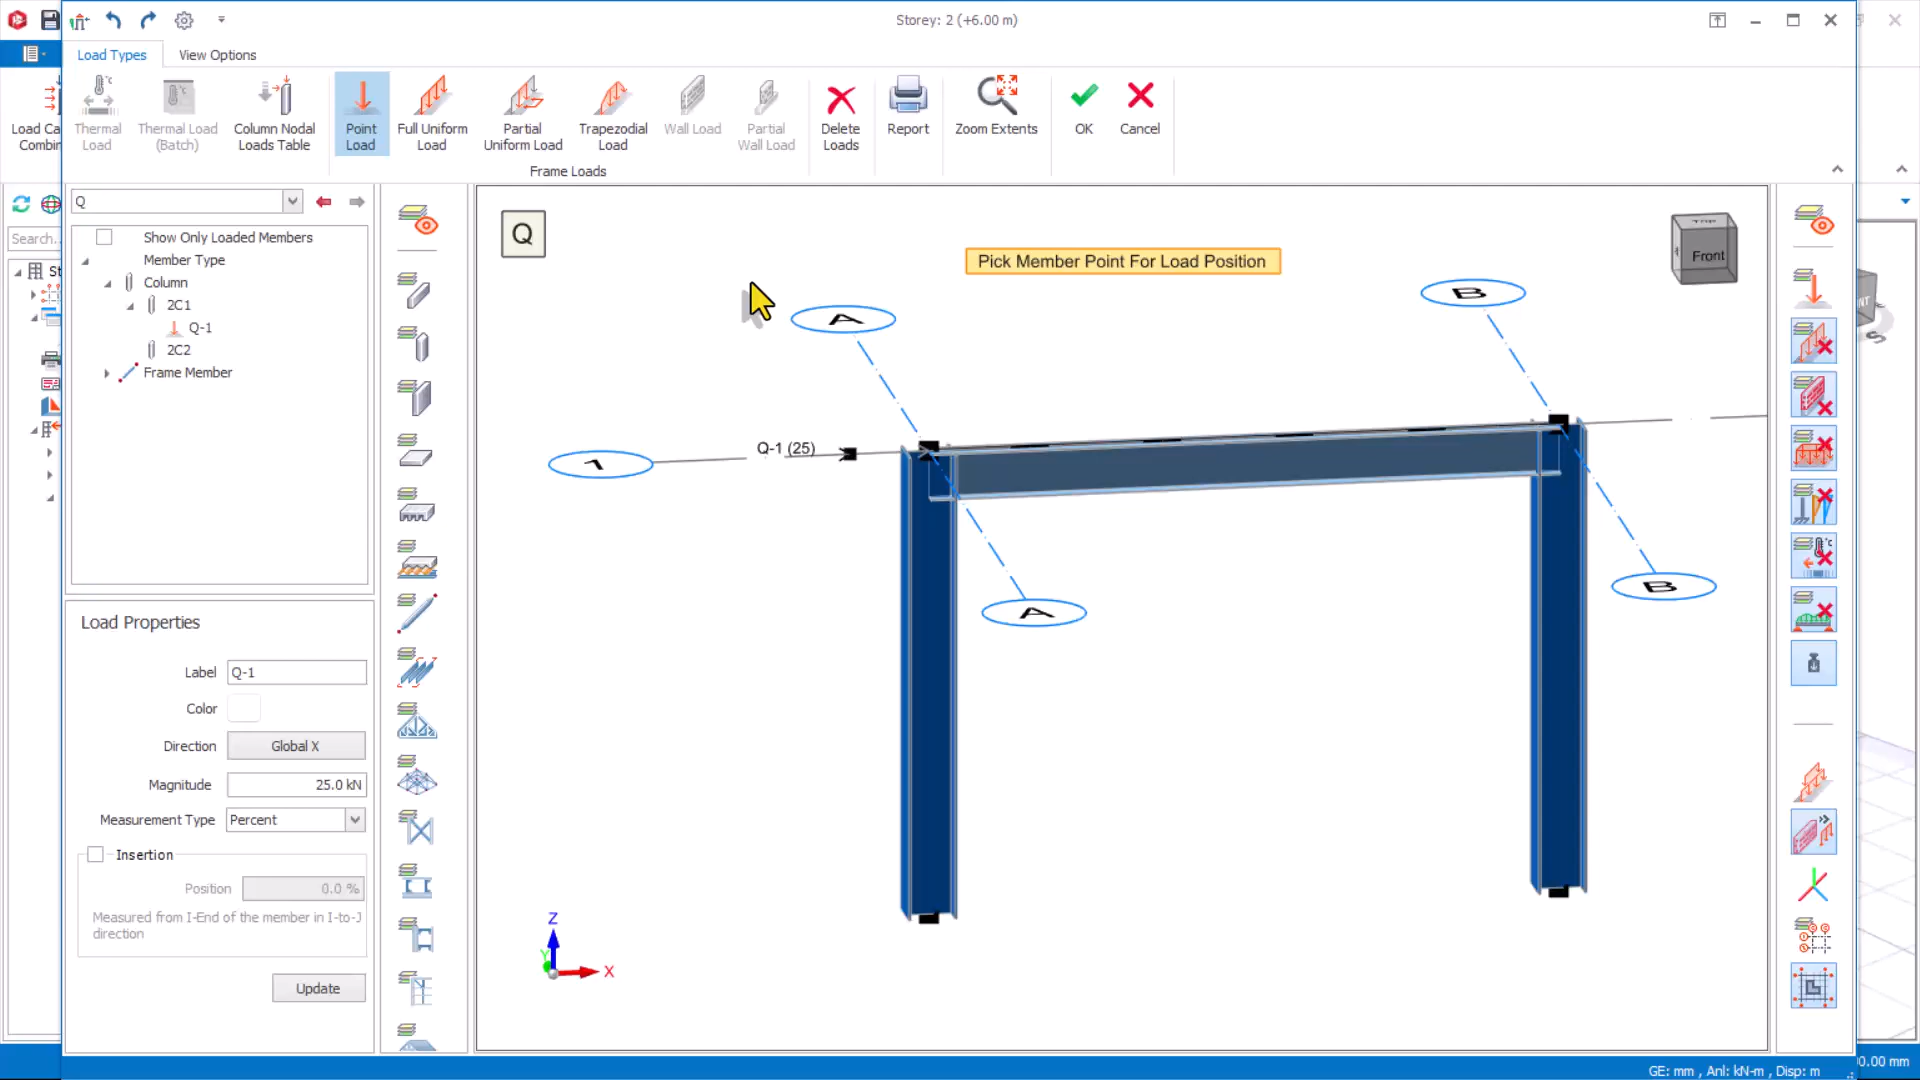 Storey: 2 (+6.00 m)
Load Types
View Options
Load Ca
Combin
Thermal
Load
Thermal Load
(Batch)
Column Nodal
Loads Table
Point
Load
Full Uniform
Load
Partial
Uniform Load
Trapezodial
Load
Wall Load
Partial
Wall Load
Delete
Loads
Report
Zoom Extents
OK
Cancel
Frame Loads
Q
Search...
St
Show Only Loaded Members
Member Type
Column
2C1
Q-1
2C2
Frame Member
Load Properties
Label
Q-1
Color
Direction
Global X
Magnitude
25.0 kN
Measurement Type
Percent
Insertion
Position
0.0 %
Measured from I-End of the member in I-to-J
direction
Update
Q
Pick Member Point For Load Position
Front
A
B
Q-1 (25)
1
A
B
Z
Y
X
GE: mm , Anl: kN-m , Disp: m
0.00 mm